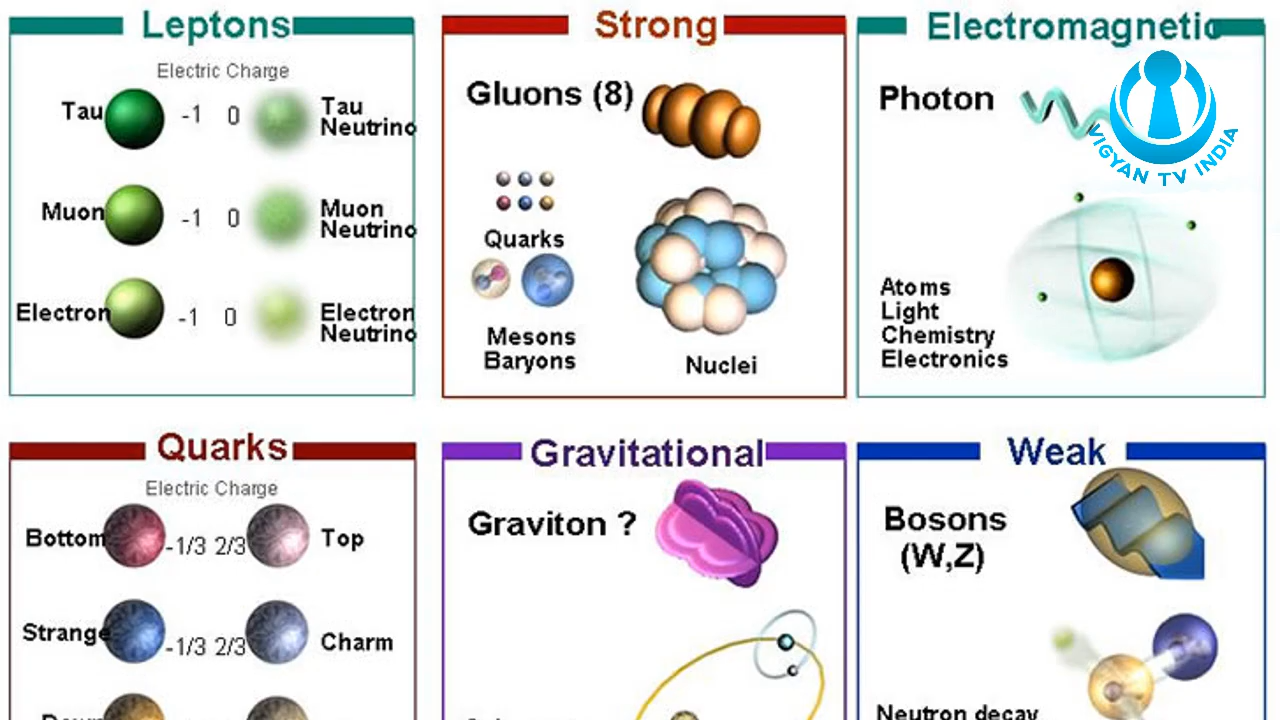 Leptons
Electric Charge
Tau
-1 0
Tau
Neutrino
Muon
-1 0
Muon
Neutrino
Electron
-1 0
Electron
Neutrino
Strong
Gluons (8)
Quarks
Mesons
Baryons
Nuclei
Electromagnetic
Photon
VIGYAN TV INDIA
Atoms
Light
Chemistry
Electronics
Quarks
Electric Charge
Bottom
-1/3 2/3
Top
Strange
-1/3 2/3
Charm
Gravitational
Graviton ?
Weak
Bosons
(W,Z)
Neutron decay